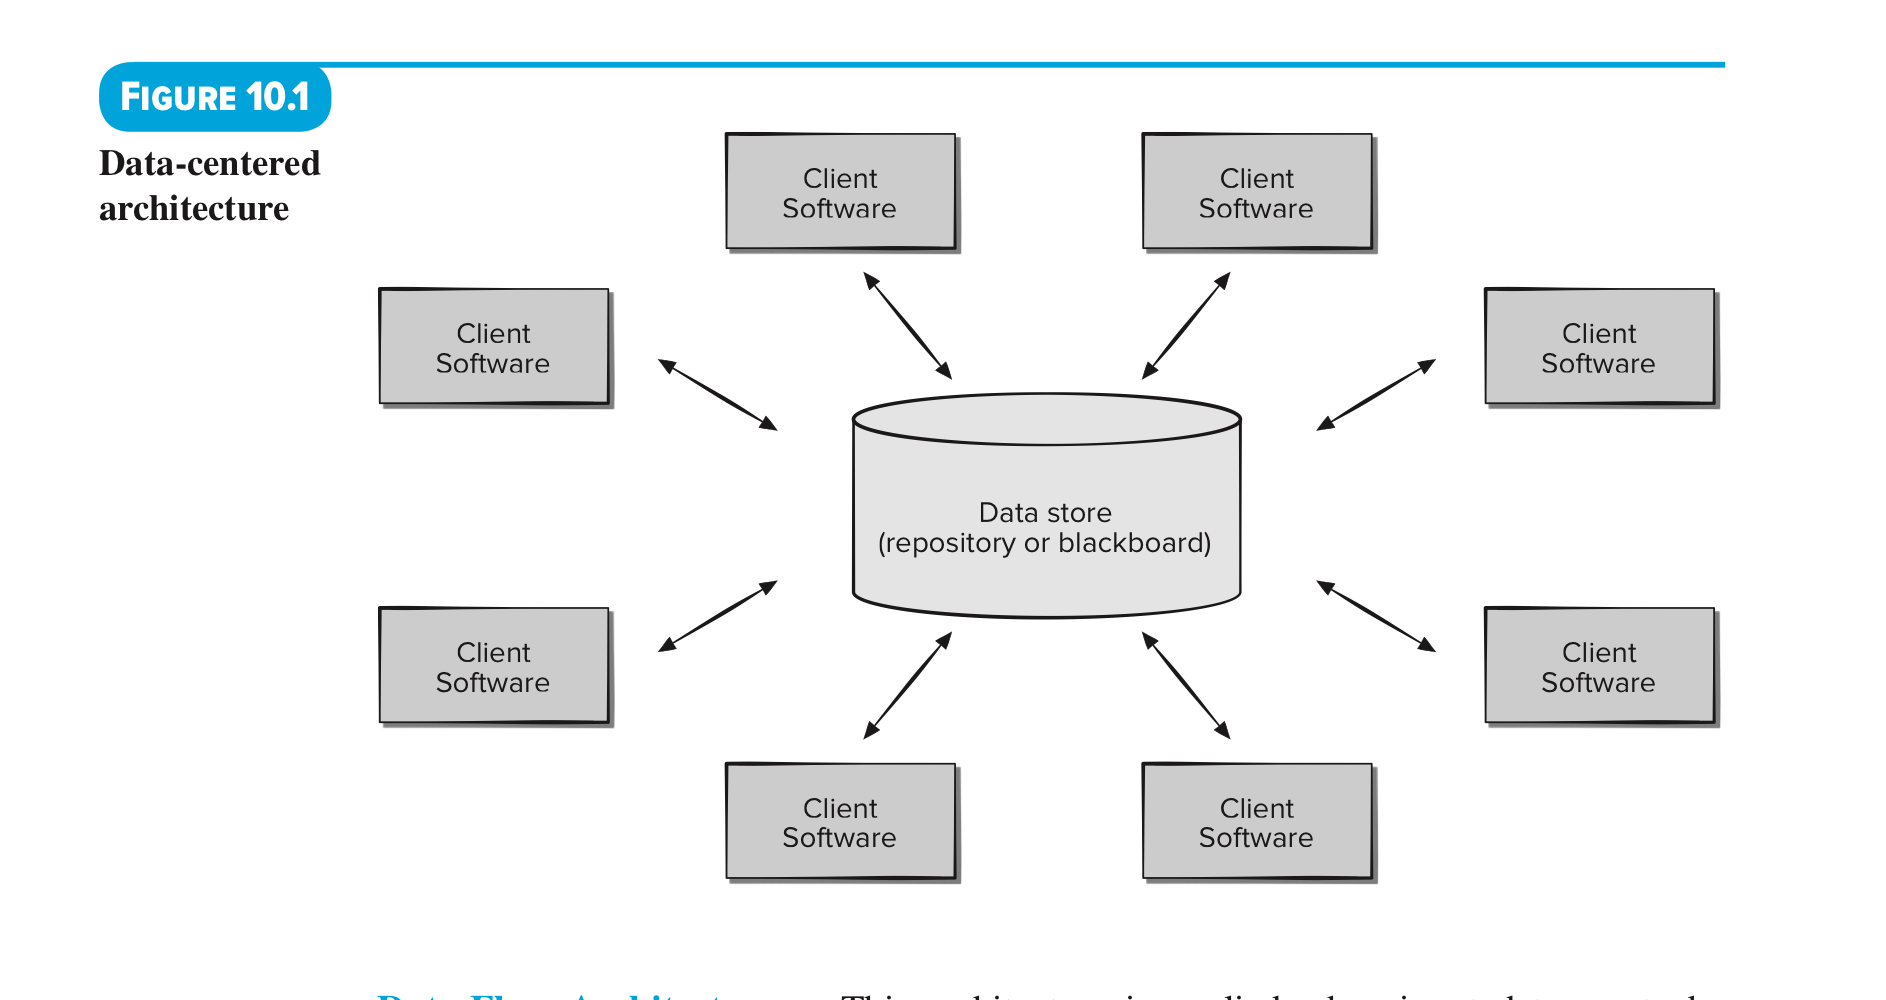 FIGURE 10.1
Data-centered
architecture
Client
Software
Client
Software
Client
Software
Client
Software
Data store
(repository or blackboard)
Client
Software
Client
Software
Client
Software
Client
Software